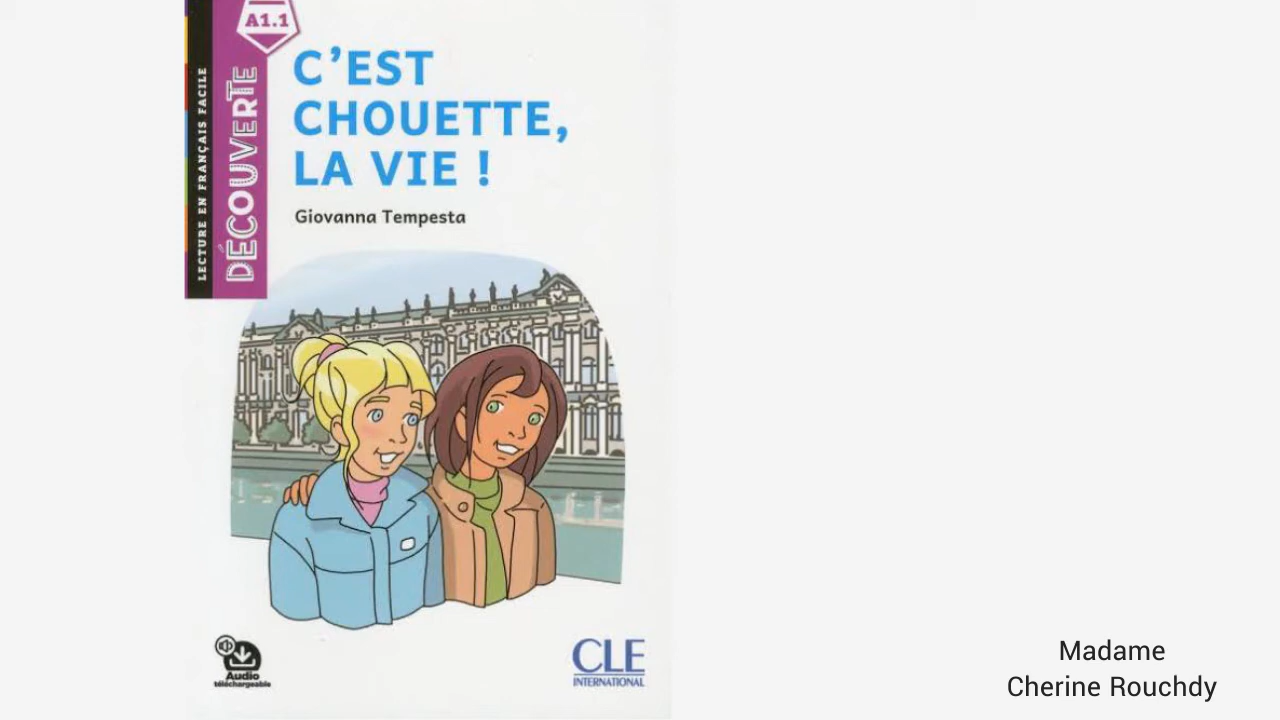 A1.1
LECTURE EN FRANÇAIS FACILE
DÉCOUVERTE
C'EST
CHOUETTE,
LA VIE !
Giovanna Tempesta
Audio
téléchargeable
CLE
INTERNATIONAL
Madame
Cherine Rouchdy